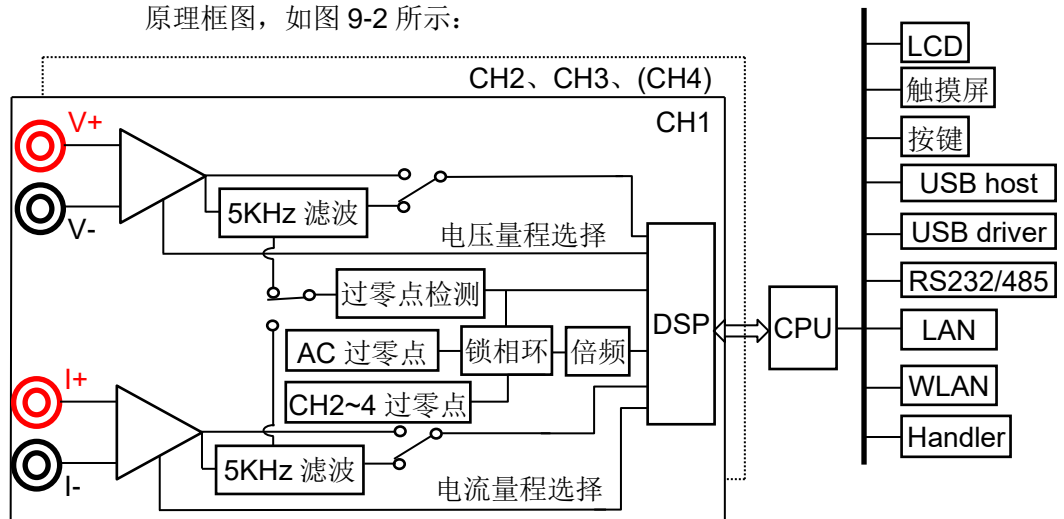 原理框图，如图 9-2 所示：
CH2、CH3、(CH4)
CH1
V+
V-
5KHz 滤波
电压量程选择
过零点检测
AC 过零点
锁相环
倍频
CH2~4 过零点
I+
I-
5KHz 滤波
电流量程选择
DSP
CPU
LCD
触摸屏
按键
USB host
USB driver
RS232/485
LAN
WLAN
Handler